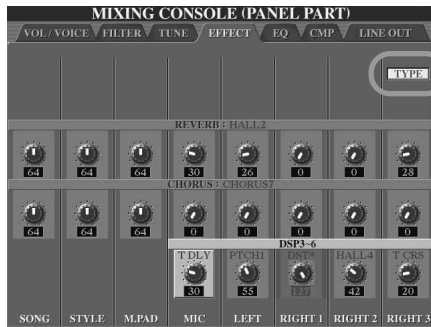 MIXING CONSOLE (PANEL PART)
VOL / VOICE FILTER TUNE EFFECT EQ CMP LINE OUT
TYPE
REVERB : HALL2
64 64 64 30 26 0 0 28
CHORUS : CHORUS7
64 64 64 0 0 0 0 0
DSP3~6
T DLY PTCH1 DST* HALL4 T CRS
30 55 127 42 20
SONG STYLE M.PAD MIC LEFT RIGHT 1 RIGHT 2 RIGHT 3